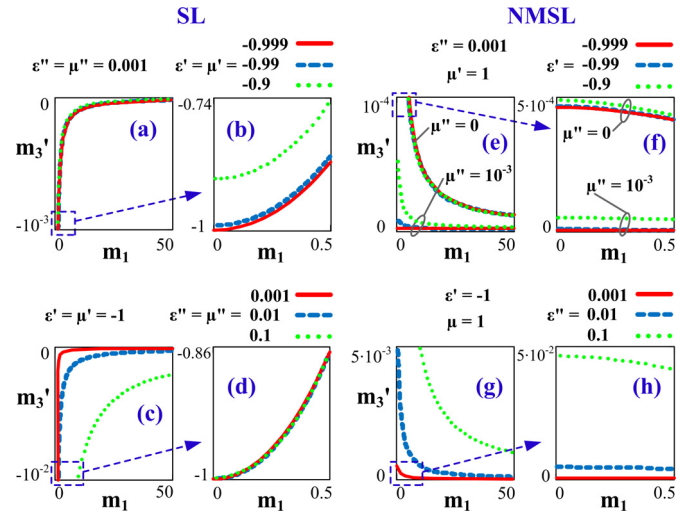 SL
NMSL
ε'' = μ'' = 0.001
ε' = μ' =
-0.999
-0.99
-0.9
ε'' = 0.001
μ' = 1
ε' =
-0.999
-0.99
-0.9
0
m₃'
-10⁻³
(a)
0
50
m₁
-0.74
(b)
-1
0
0.5
m₁
10⁻⁴
μ'' = 0
(e)
m₃'
μ'' = 10⁻³
0
0
50
m₁
5·10⁻⁴
μ'' = 0
(f)
μ'' = 10⁻³
0
0
0.5
m₁
ε' = μ' = -1
ε'' = μ'' =
0.001
0.01
0.1
ε' = -1
μ = 1
ε'' =
0.001
0.01
0.1
0
m₃'
-10⁻²
(c)
0
50
m₁
-0.86
(d)
-1
0
0.5
m₁
5·10⁻³
(g)
m₃'
0
0
50
m₁
5·10⁻²
(h)
0
0
0.5
m₁